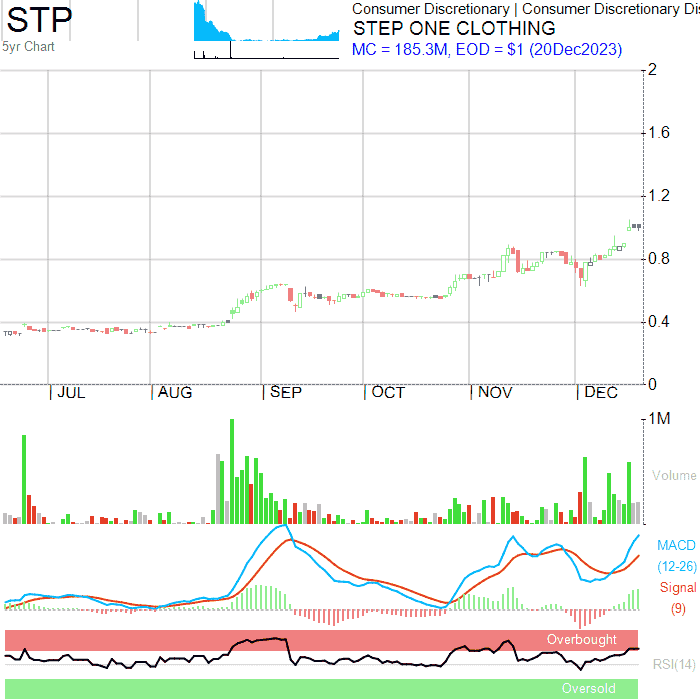 STP
5yr Chart
Consumer Discretionary | Consumer Discretionary Dis
STEP ONE CLOTHING
MC = 185.3M, EOD = $1 (20Dec2023)
2
1.6
1.2
0.8
0.4
0
JUL
AUG
SEP
OCT
NOV
DEC
1M
Volume
MACD
(12-26)
Signal
(9)
Overbought
RSI(14)
Oversold